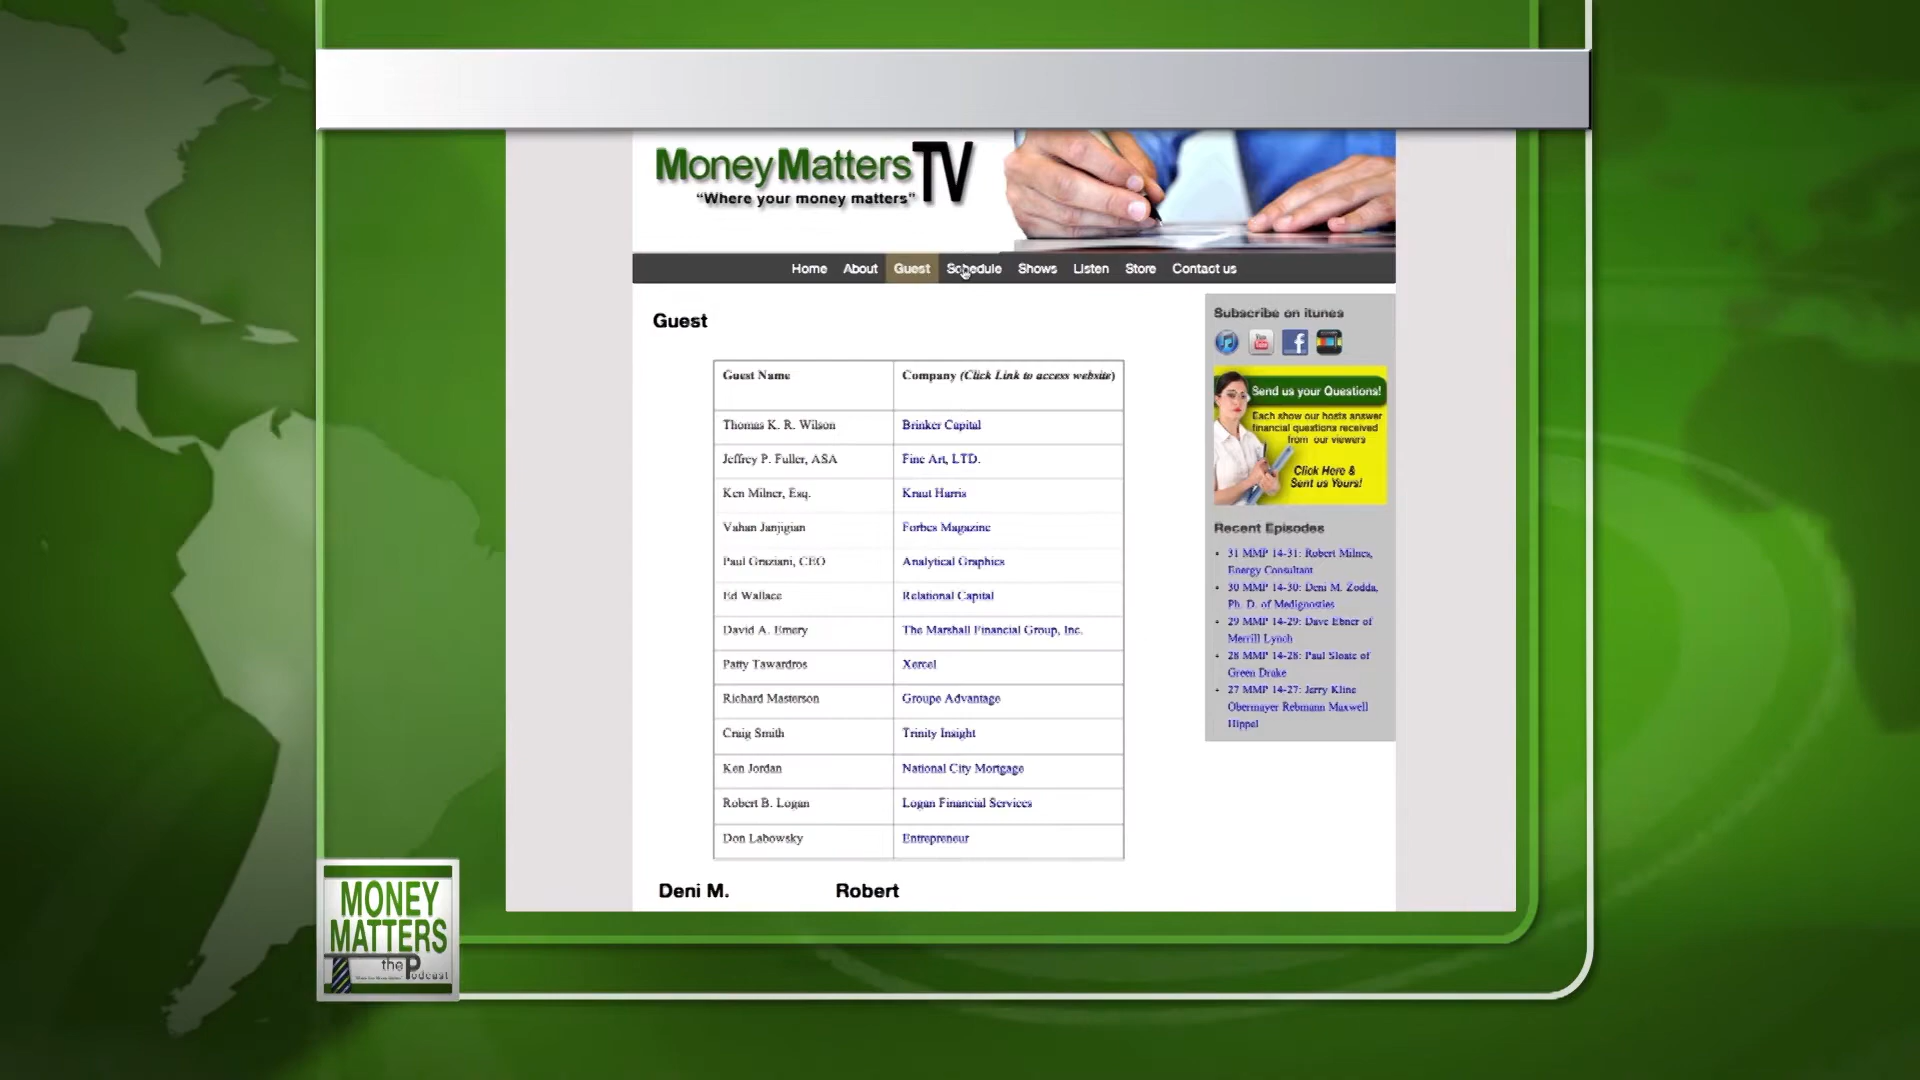 MoneyMattersTV
“Where your money matters”
Home About Guest Schedule Shows Listen Store Contact us
Guest
Guest Name Company (Click Link to access website)
Thomas K. R. Wilson Brinker Capital
Jeffrey P. Fuller, ASA Fine Art, LTD.
Ken Milner, Esq. Kraut Harris
Vahan Janjigian Forbes Magazine
Paul Graziani, CEO Analytical Graphics
Ed Wallace Relational Capital
David A. Emery The Marshall Financial Group, Inc.
Patty Tawardros Xercel
Richard Masterson Groupe Advantage
Craig Smith Trinity Insight
Ken Jordan National City Mortgage
Robert B. Logan Logan Financial Services
Don Labowsky Entrepreneur
Deni M. Robert
Subscribe on itunes
You
Tube
f
Send us your Questions!
Each show our hosts answer
financial questions received
from our viewers
Click Here &
Sent us Yours!
Recent Episodes
31 MMP 14-31: Robert Milnes,
Energy Consultant
30 MMP 14-30: Deni M. Zodda,
Ph. D. of Medignostics
29 MMP 14-29: Dave Ebner of
Merrill Lynch
28 MMP 14-28: Paul Sloate of
Green Drake
27 MMP 14-27: Jerry Kline
Obermayer Rebmann Maxwell
Hippel
MONEY
MATTERS
the Podcast